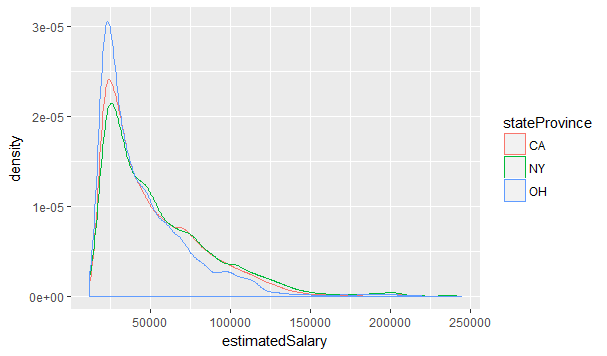 3e-05
2e-05
1e-05
0e+00
density
50000
100000
150000
200000
250000
estimatedSalary
stateProvince
CA
NY
OH